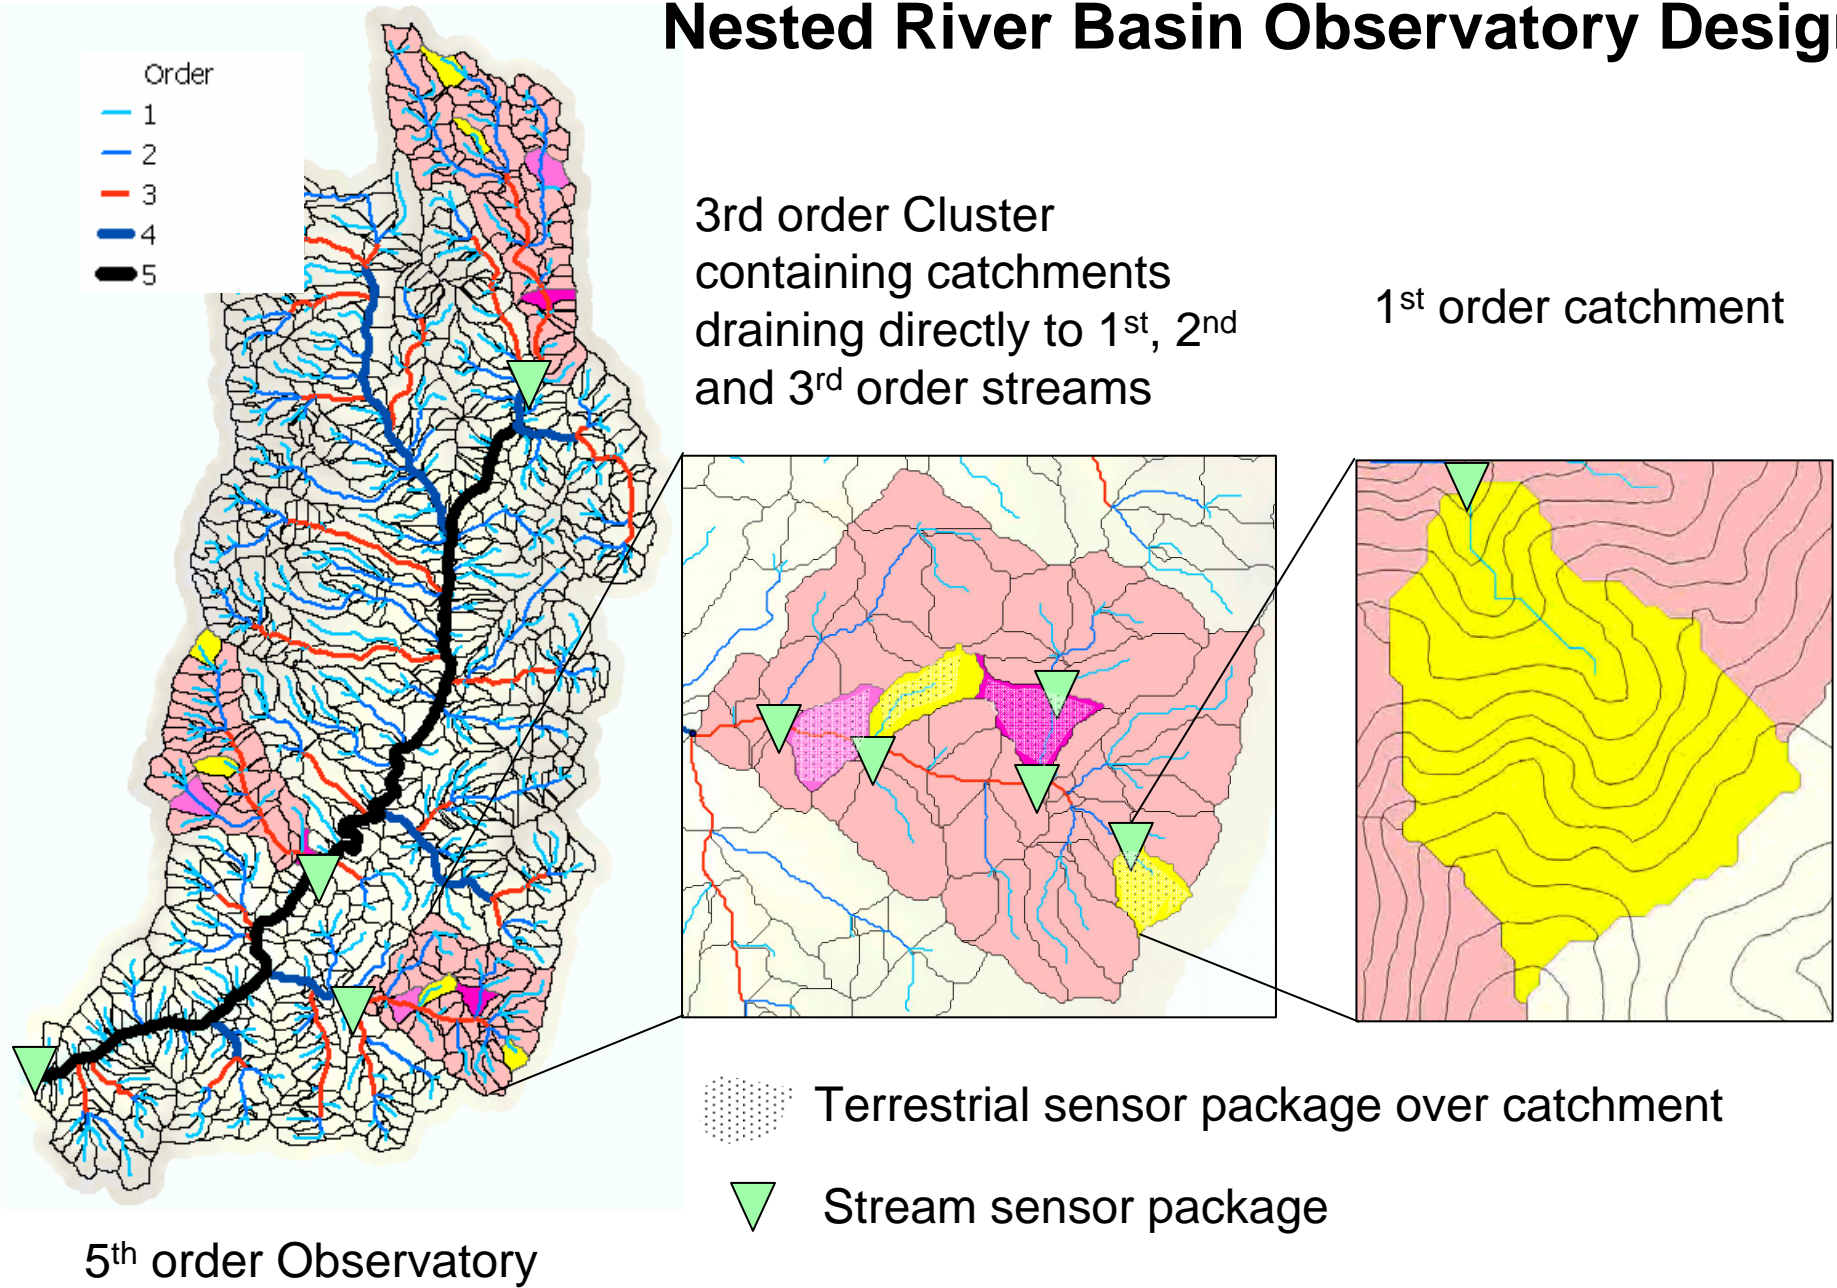 Nested River Basin Observatory Desig
Order
1
2
3
4
5
3rd order Cluster
containing catchments
draining directly to 1st, 2nd
and 3rd order streams
1st order catchment
Terrestrial sensor package over catchment
Stream sensor package
5th order Observatory